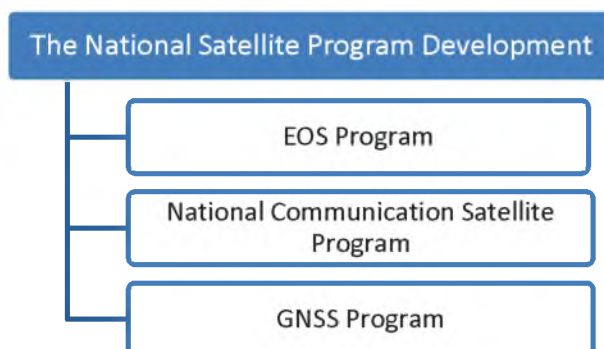 The National Satellite Program Development
EOS Program
National Communication Satellite
Program
GNSS Program